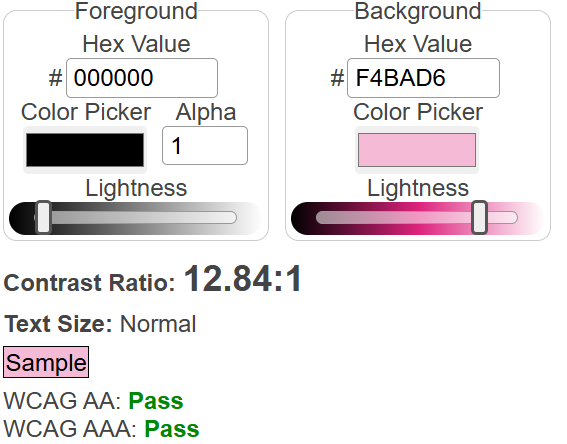 Foreground
Hex Value
# 000000
Color Picker Alpha
1
Lightness
Background
Hex Value
# F4BAD6
Color Picker
Lightness
Contrast Ratio: 12.84:1
Text Size: Normal
Sample
WCAG AA: Pass
WCAG AAA: Pass